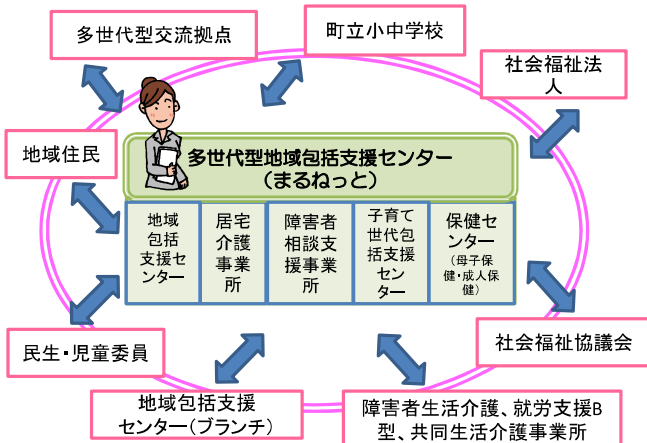 多世代型交流拠点
町立小中学校
社会福祉法
人
地域住民
多世代型地域包括支援センター
（まるねっと）
地域
包括
支援セ
ンター
居宅
介護
事業
所
障害者
相談支
援事業
所
子育て
世代包
括支援
セン
ター
保健セ
ンター
（母子保
健・成人保
健）
民生・児童委員
社会福祉協議会
地域包括支援
センター（ブランチ）
障害者生活介護、就労支援B
型、共同生活介護事業所